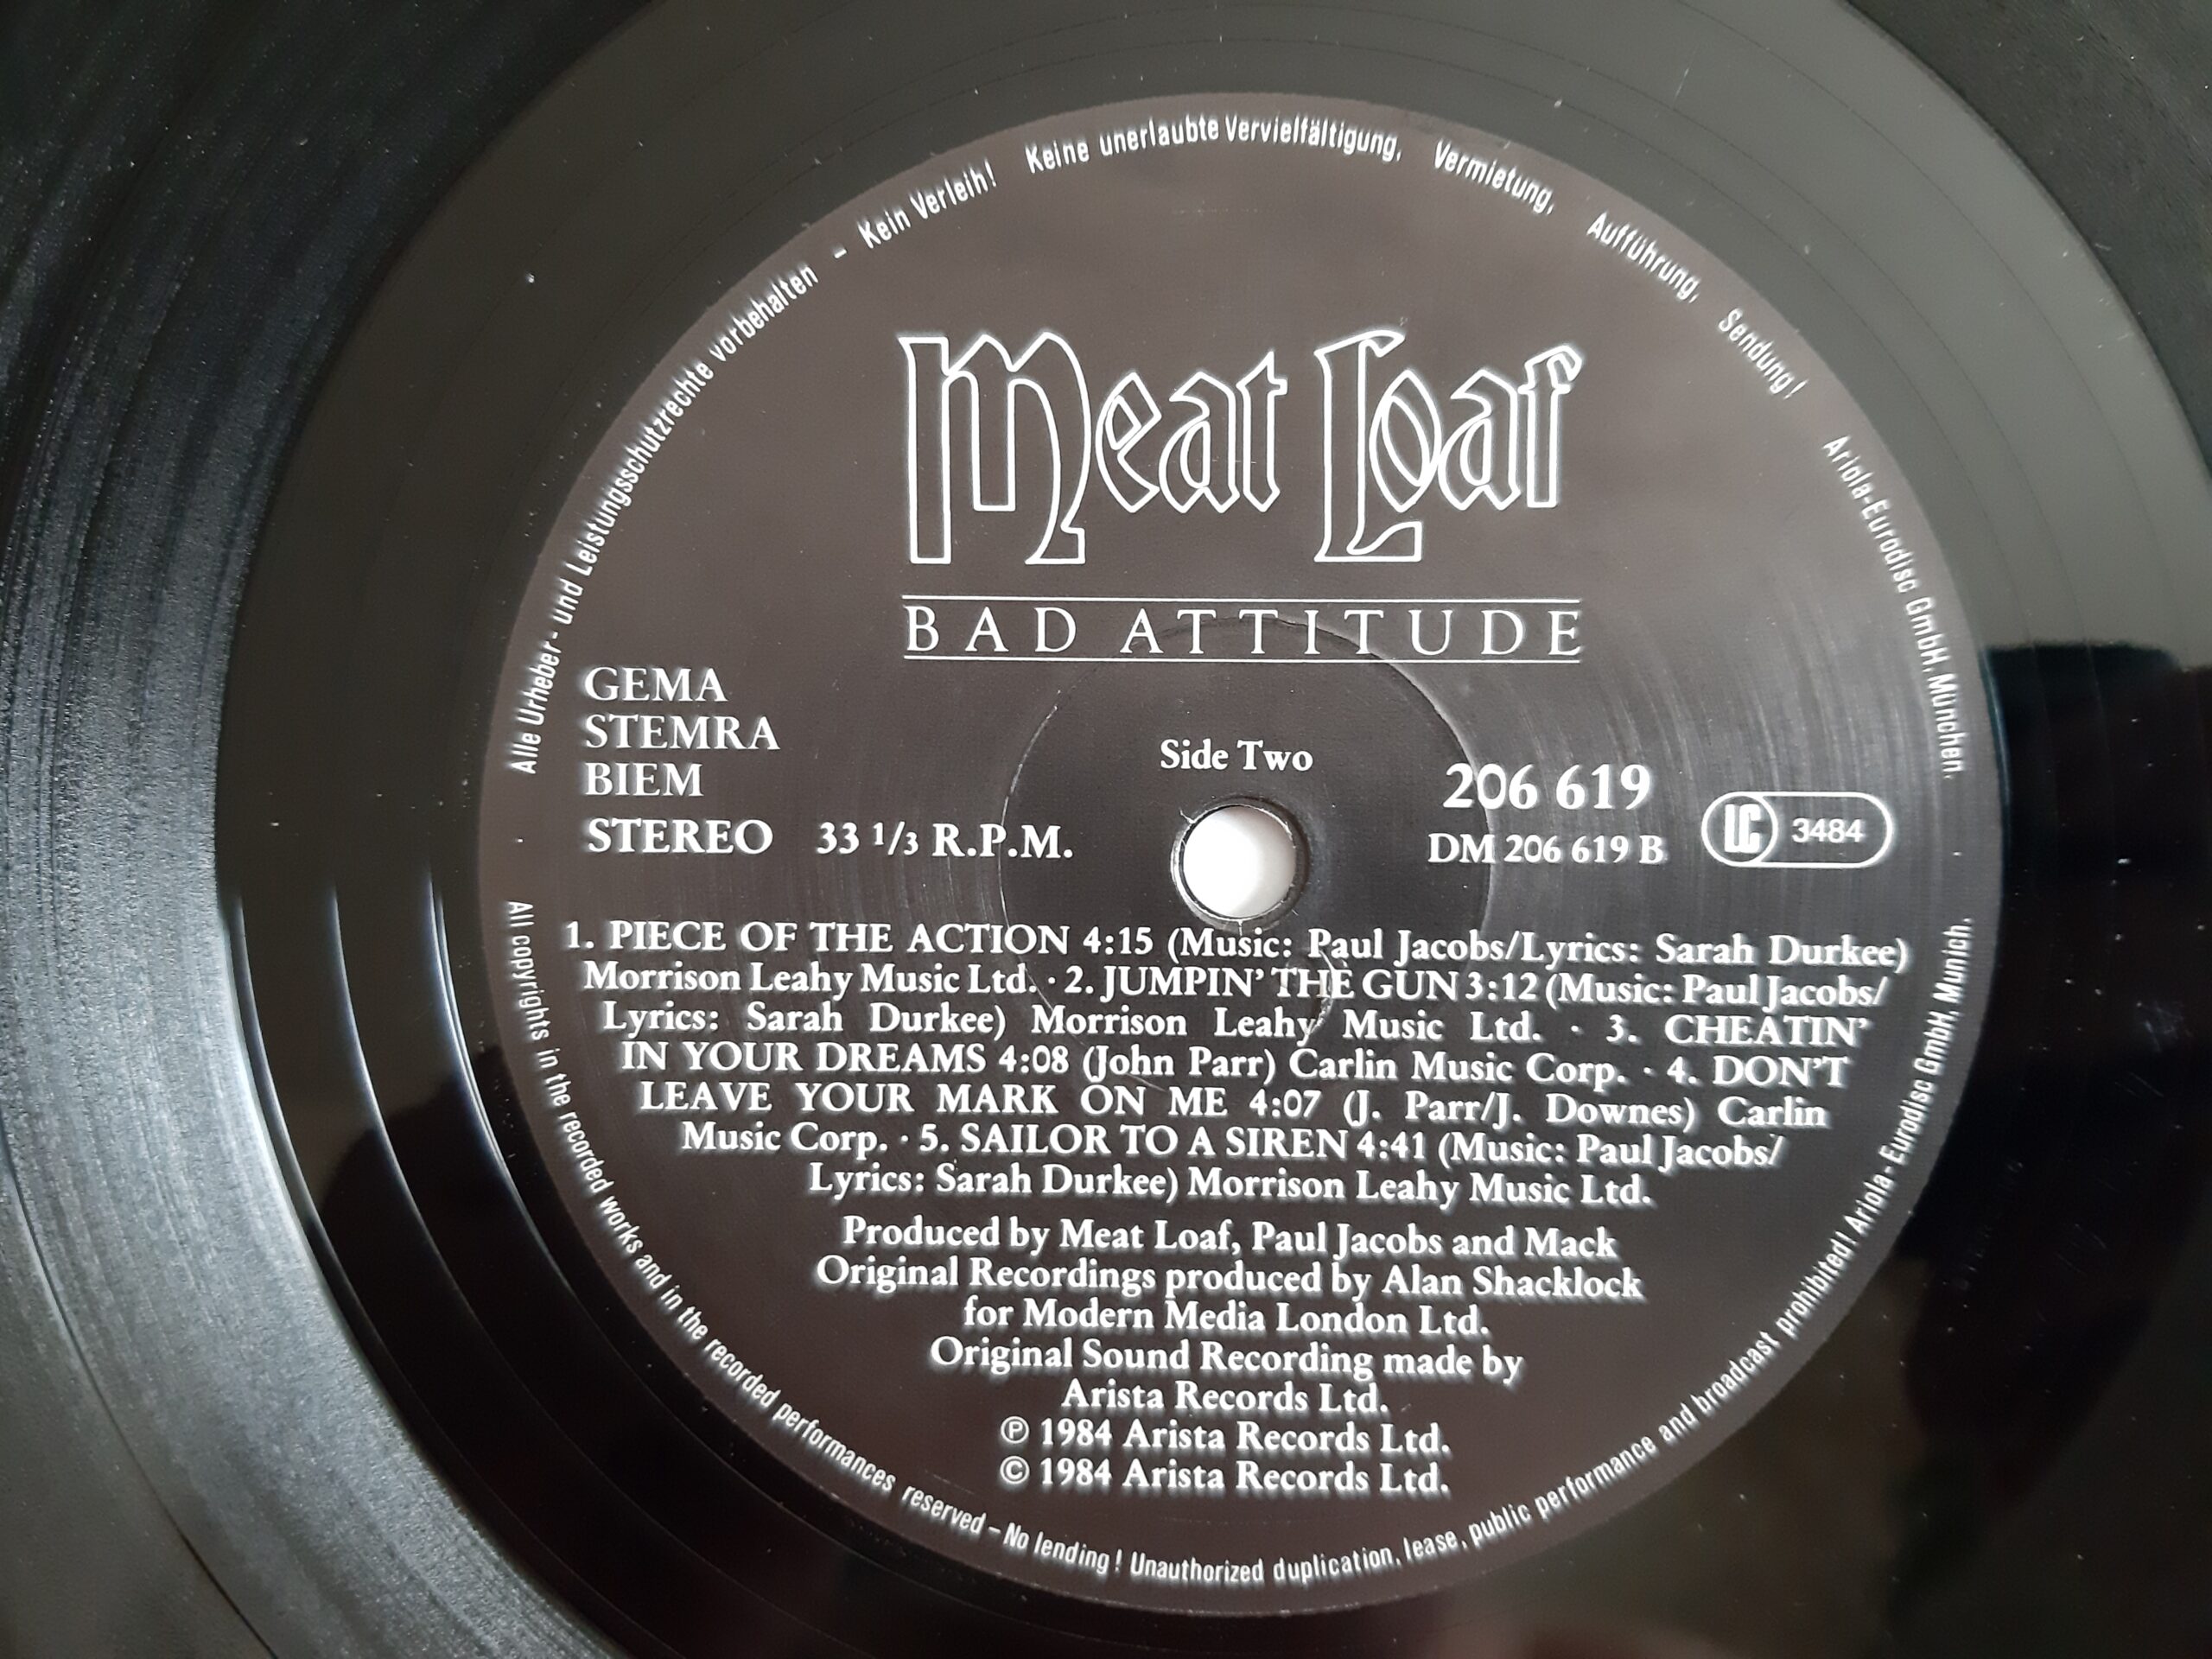 Alle Urheber- und Leistungsschutzrechte vorbehalten - Kein Verleih! Keine unerlaubte Vervielfältigung, Vermietung, Aufführung, Sendung! Ariola-Eurodisc GmbH, München.
Meat Loaf
BAD ATTITUDE
GEMA
STEMRA
BIEM
STEREO 33 1/3 R.P.M.
Side Two
206 619
DM 206 619 B
LC 3484
1. PIECE OF THE ACTION 4:15 (Music: Paul Jacobs/Lyrics: Sarah Durkee)
Morrison Leahy Music Ltd. · 2. JUMPIN' THE GUN 3:12 (Music: Paul Jacobs/
Lyrics: Sarah Durkee) Morrison Leahy Music Ltd. · 3. CHEATIN'
IN YOUR DREAMS 4:08 (John Parr) Carlin Music Corp. · 4. DON'T
LEAVE YOUR MARK ON ME 4:07 (J. Parr/J. Downes) Carlin
Music Corp. · 5. SAILOR TO A SIREN 4:41 (Music: Paul Jacobs/
Lyrics: Sarah Durkee) Morrison Leahy Music Ltd.
Produced by Meat Loaf, Paul Jacobs and Mack
Original Recordings produced by Alan Shacklock
for Modern Media London Ltd.
Original Sound Recording made by
Arista Records Ltd.
℗ 1984 Arista Records Ltd.
© 1984 Arista Records Ltd.
All copyrights in the recorded works and in the recorded performances reserved - No lending! Unauthorized duplication, lease, public performance and broadcast prohibited! Ariola-Eurodisc GmbH, Munich.